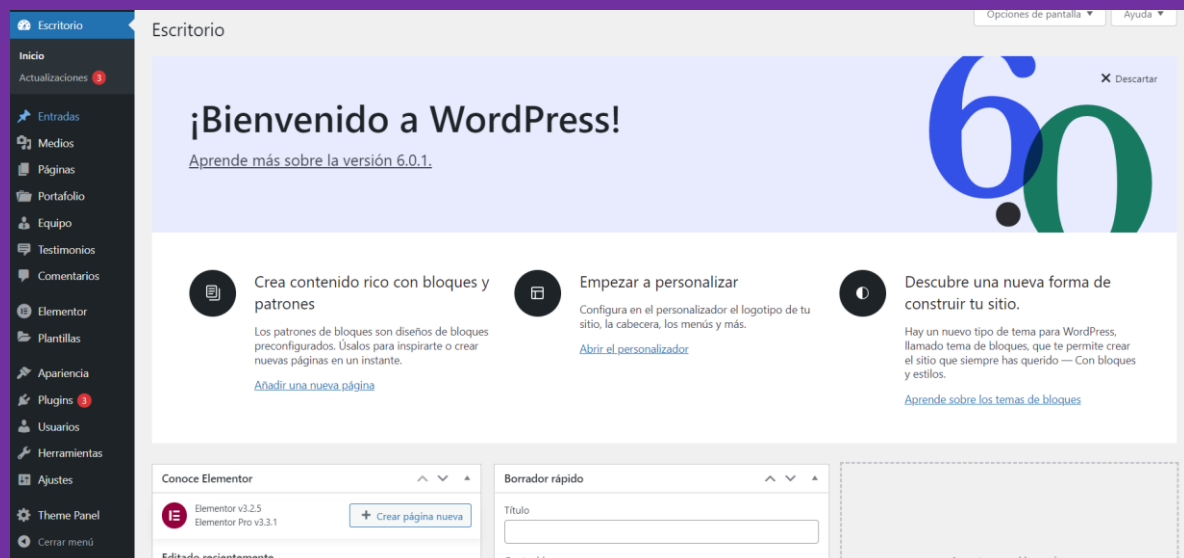 Escritorio
Inicio
Actualizaciones 3
Entradas
Medios
Páginas
Portafolio
Equipo
Testimonios
Comentarios
Elementor
Plantillas
Apariencia
Plugins 3
Usuarios
Herramientas
Ajustes
Theme Panel
Cerrar menú
Opciones de pantalla ▼
Ayuda ▼
Escritorio
Descartar
¡Bienvenido a WordPress!
Aprende más sobre la versión 6.0.1.
6.0
Crea contenido rico con bloques y
patrones
Los patrones de bloques son diseños de bloques
preconfigurados. Úsalos para inspirarte o crear
nuevas páginas en un instante.
Añadir una nueva página
Empezar a personalizar
Configura en el personalizador el logotipo de tu
sitio, la cabecera, los menús y más.
Abrir el personalizador
Descubre una nueva forma de
construir tu sitio.
Hay un nuevo tipo de tema para WordPress,
llamado tema de bloques, que te permite crear
el sitio que siempre has querido — Con bloques
y estilos.
Aprende sobre los temas de bloques
Conoce Elementor
Elementor v3.2.5
Elementor Pro v3.3.1
+ Crear página nueva
Editado recientemente
Borrador rápido
Título